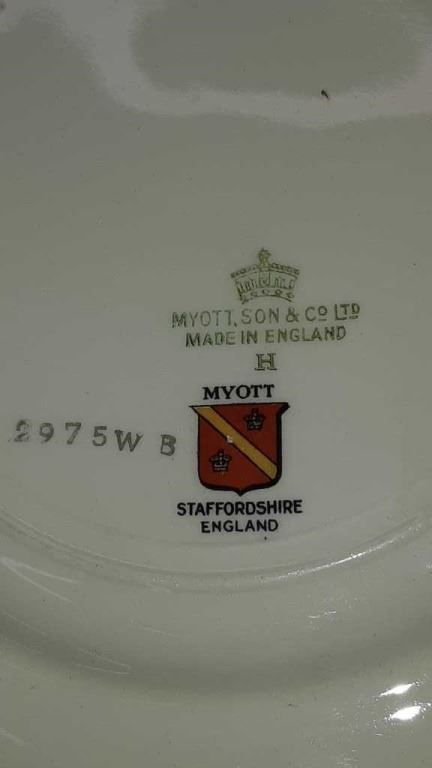 MYOTT, SON & Cº LTD
MADE IN ENGLAND
H
MYOTT
2975W B
STAFFORDSHIRE
ENGLAND